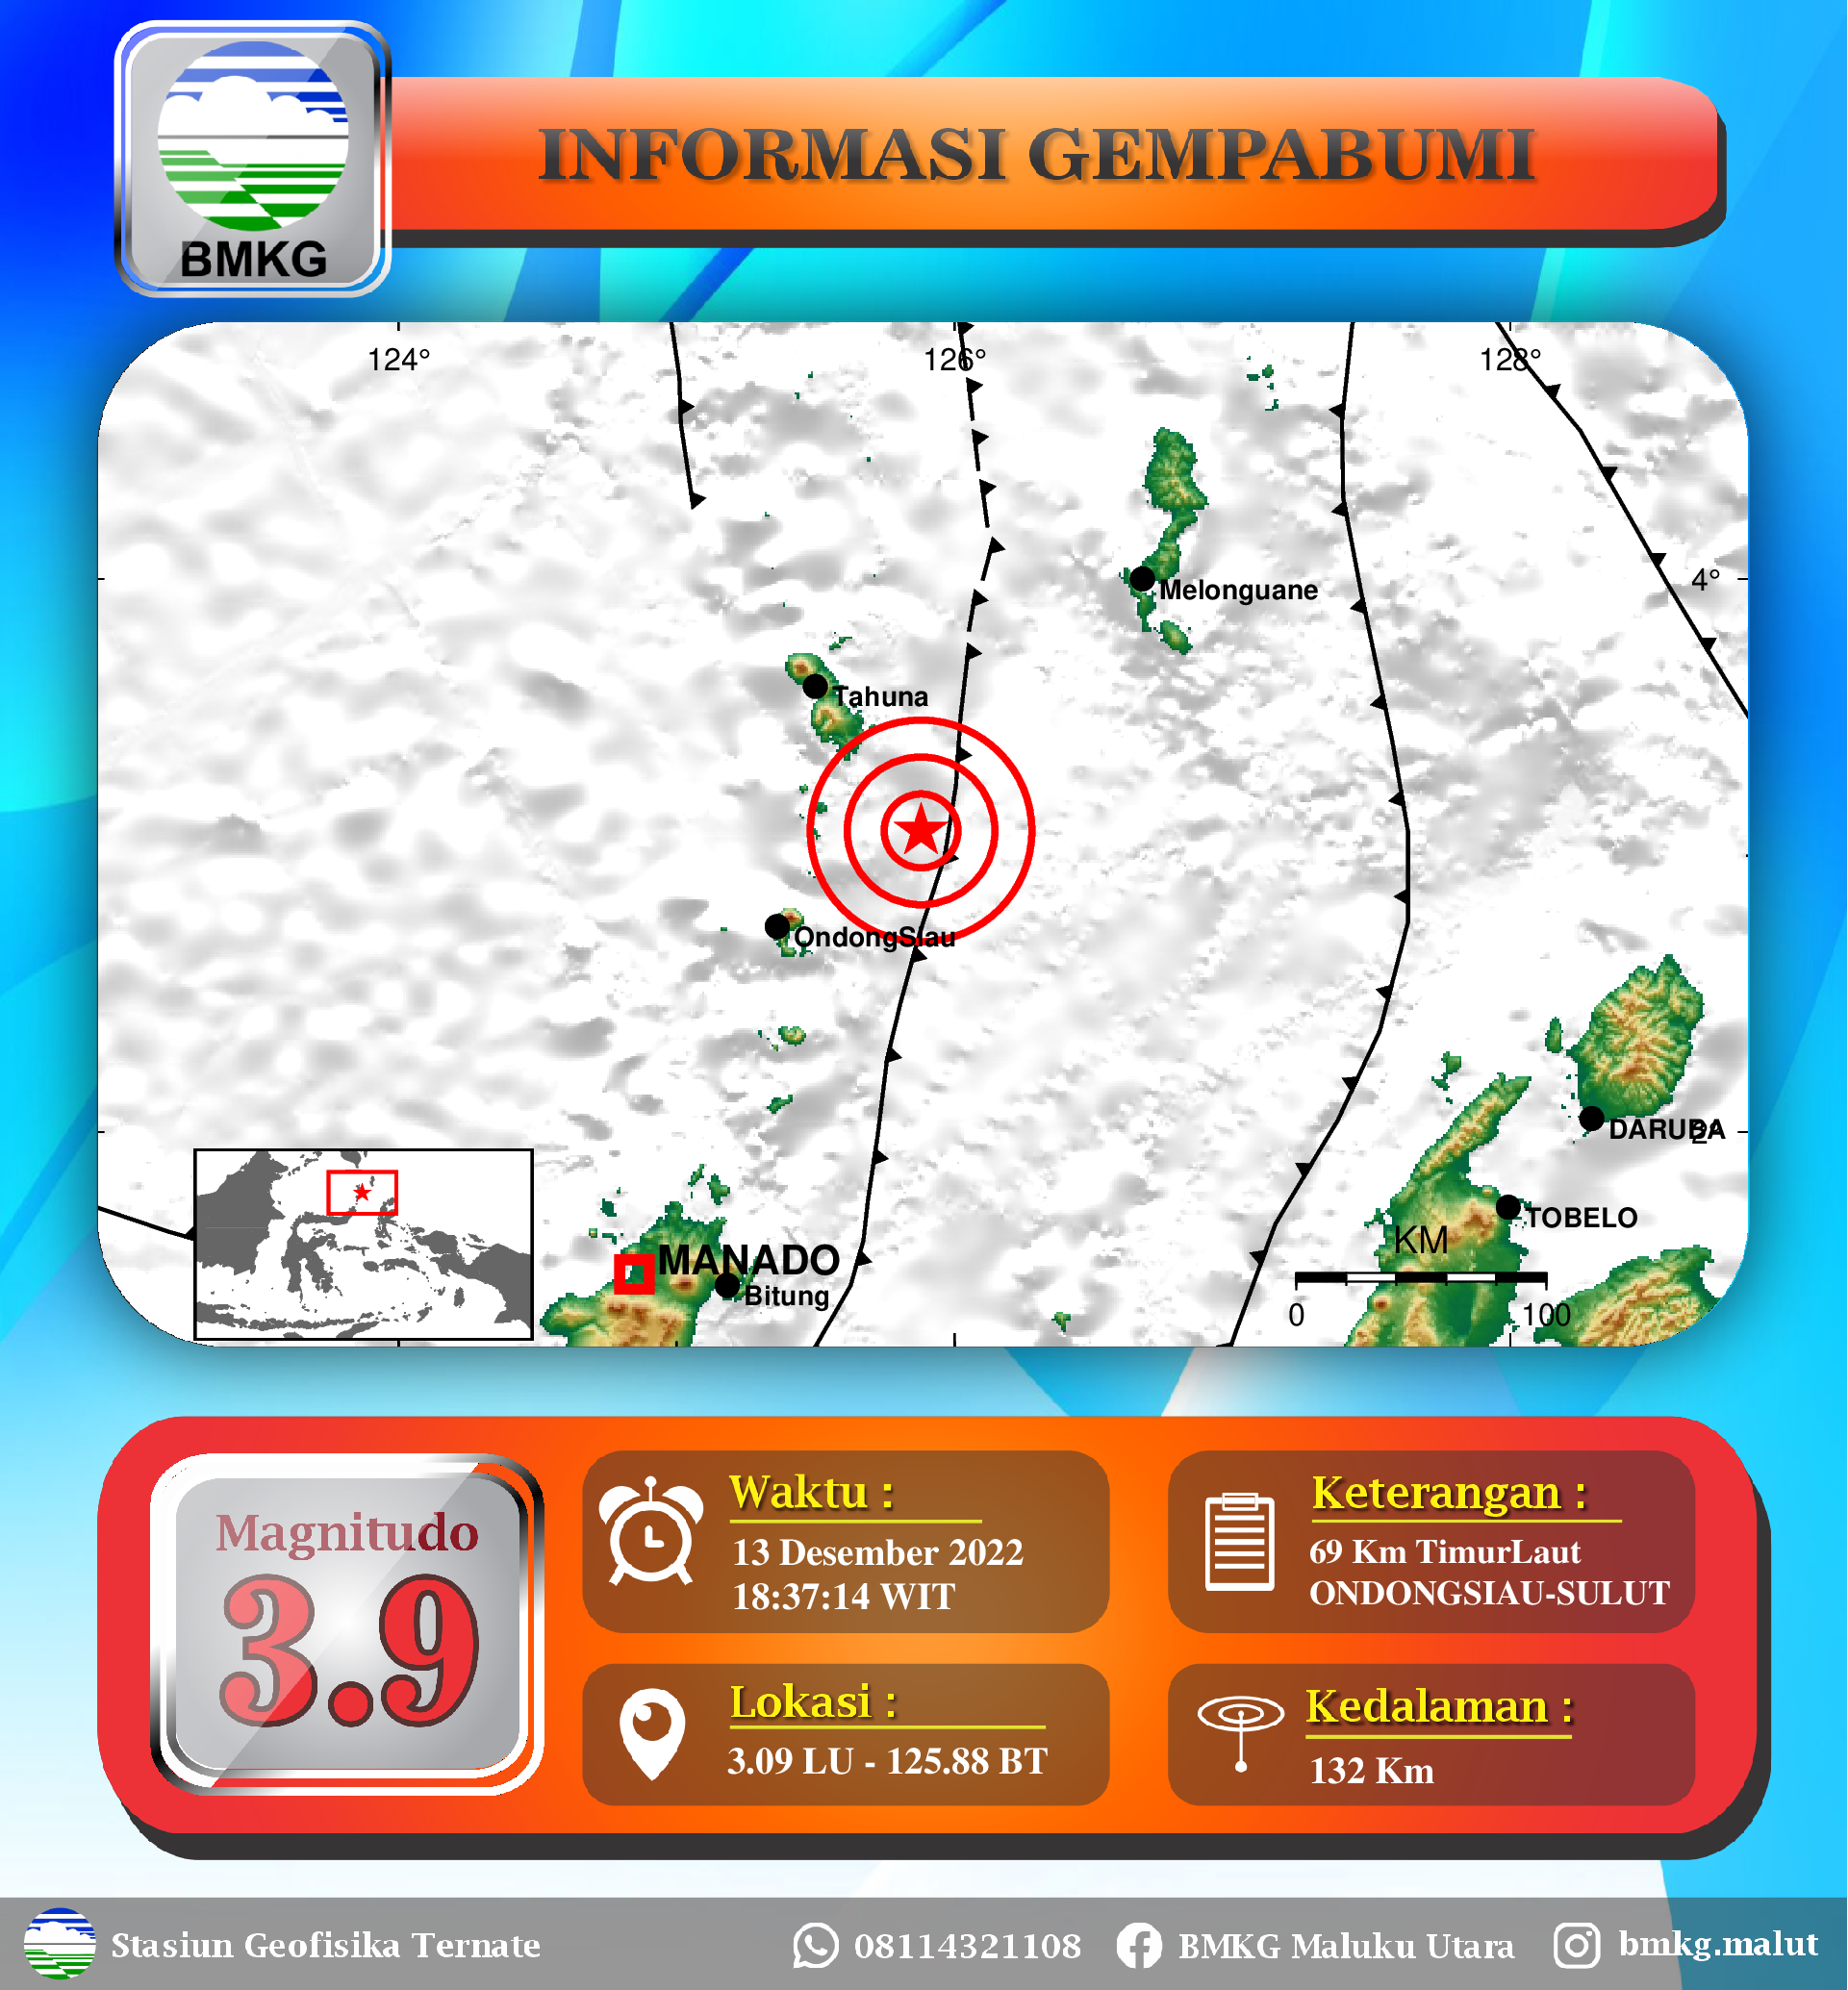 BMKG
INFORMASI GEMPABUMI
124°
126°
128°
4°
Melonguane
Tahuna
OndongSiau
DARUBA
2°
TOBELO
KM
0
100
MANADO
Bitung
Magnitudo
3.9
Waktu :
13 Desember 2022
18:37:14 WIT
Keterangan :
69 Km TimurLaut
ONDONGSIAU-SULUT
Lokasi :
3.09 LU - 125.88 BT
Kedalaman :
132 Km
Stasiun Geofisika Ternate
08114321108
BMKG Maluku Utara
bmkg.malut